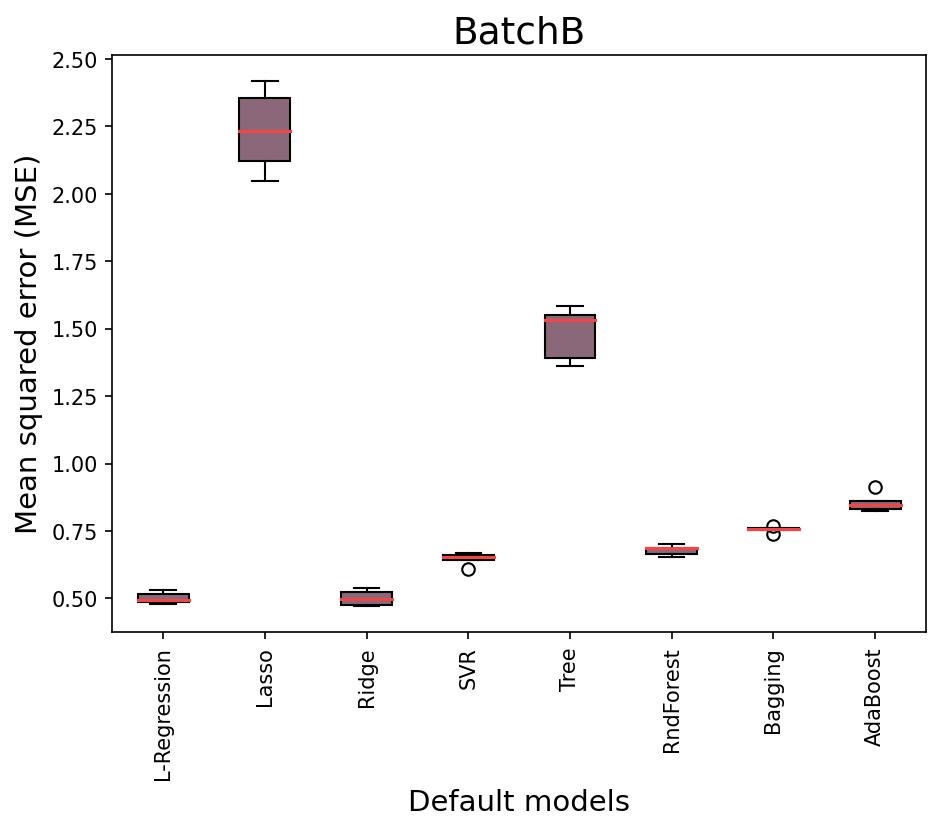 BatchB
Mean squared error (MSE)
2.50
2.25
2.00
1.75
1.50
1.25
1.00
0.75
0.50
L-Regression
Lasso
Ridge
SVR
Tree
RndForest
Bagging
AdaBoost
Default models